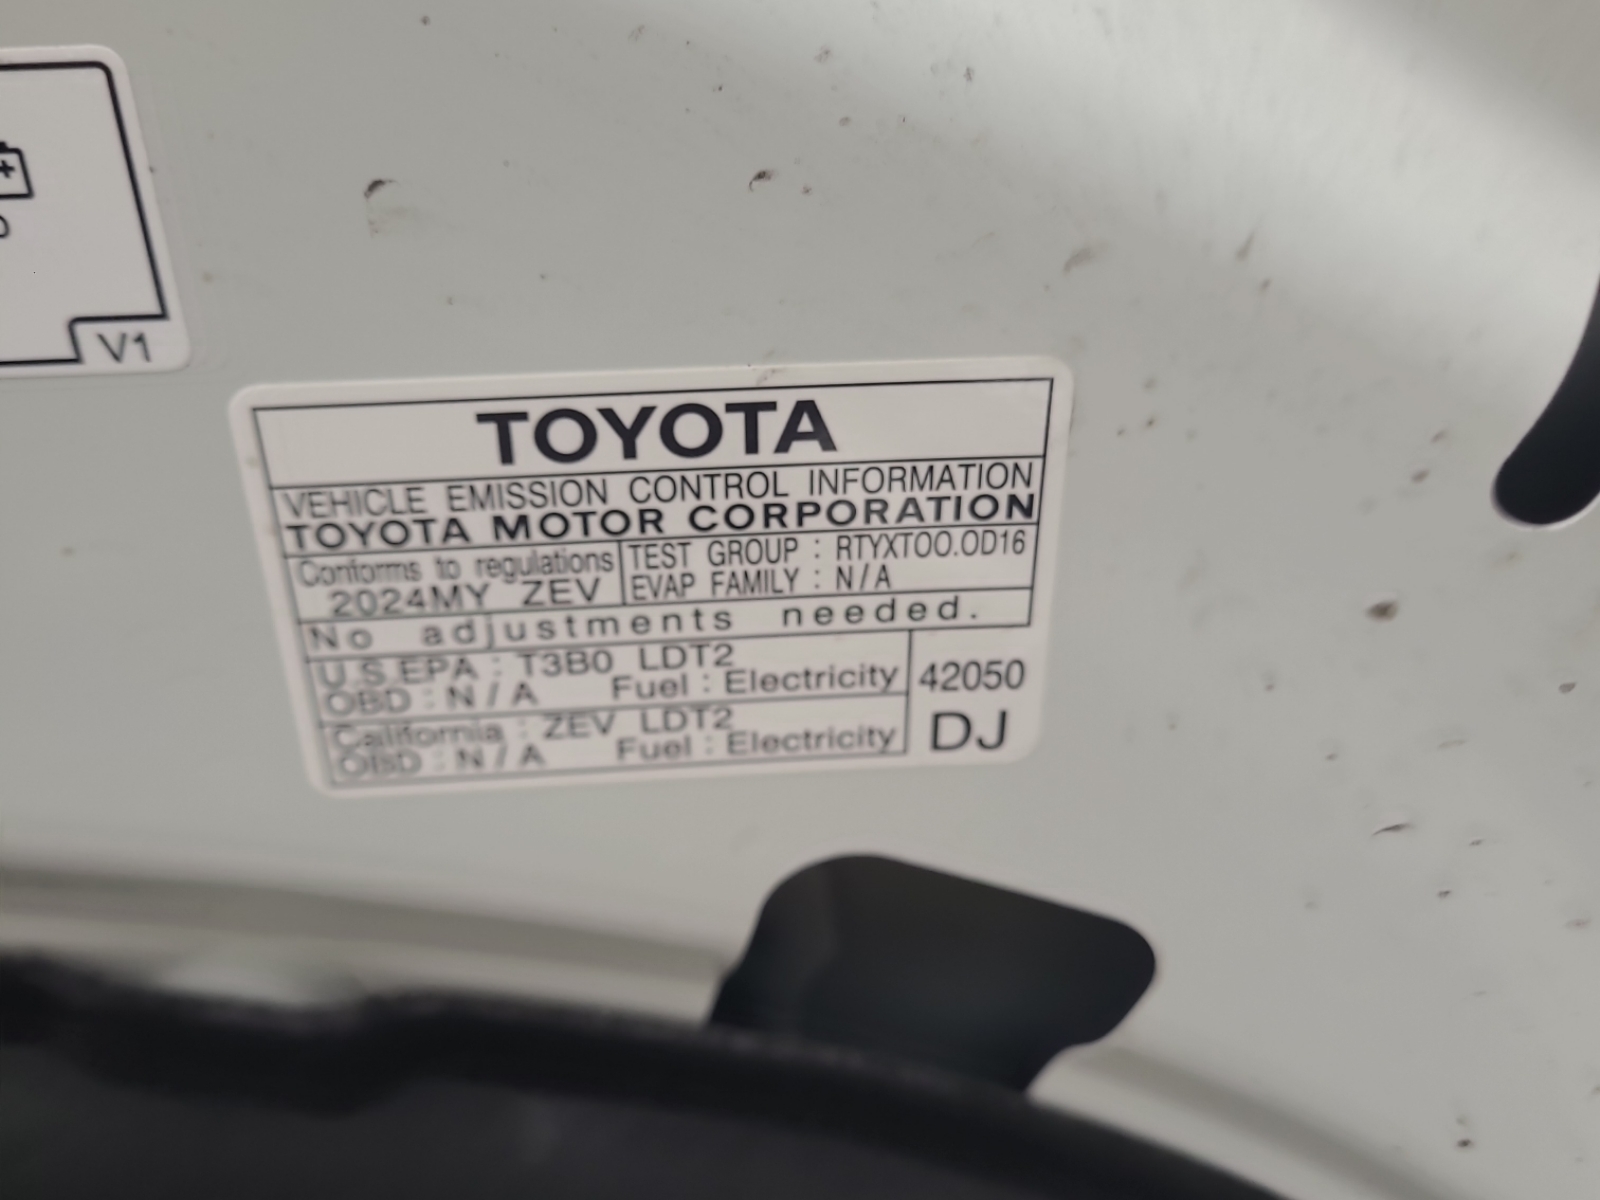 V1
TOYOTA
VEHICLE EMISSION CONTROL INFORMATION
TOYOTA MOTOR CORPORATION
Conforms to regulations
2024MY ZEV
TEST GROUP : RTYXT00.0D16
EVAP FAMILY : N/A
No adjustments needed.
U.S.EPA : T3B0 LDT2
OBD : N/A Fuel : Electricity
California : ZEV LDT2
OBD : N/A Fuel : Electricity
42050
DJ